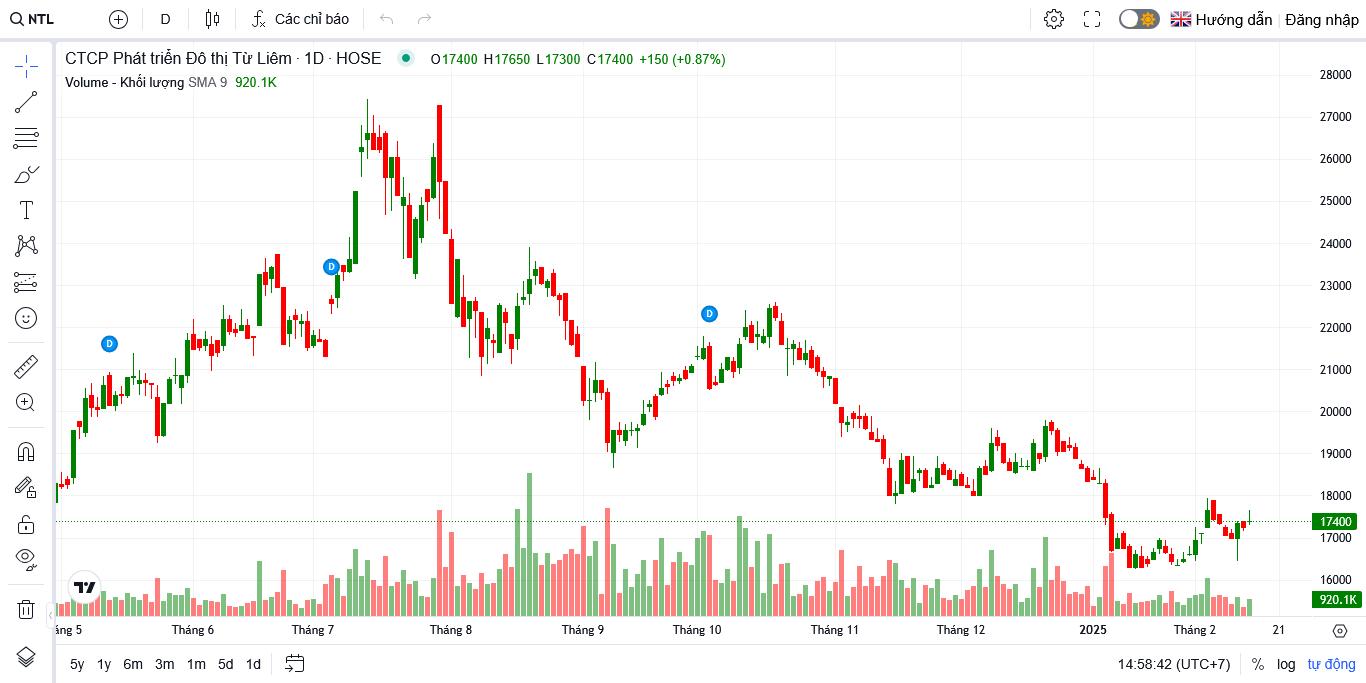 NTL D Các chỉ báo Hướng dẫn Đăng nhập
CTCP Phát triển Đô thị Từ Liêm · 1D · HOSE O17400 H17650 L17300 C17400 +150 (+0.87%)
Volume - Khối lượng SMA 9 920.1K
28000
27000
26000
25000
24000
23000
22000
21000
20000
19000
18000
17400
17000
16000
920.1K
D
D
D
áng 5 Tháng 6 Tháng 7 Tháng 8 Tháng 9 Tháng 10 Tháng 11 Tháng 12 2025 Tháng 2 21
5y 1y 6m 3m 1m 5d 1d 14:58:42 (UTC+7) % log tự động